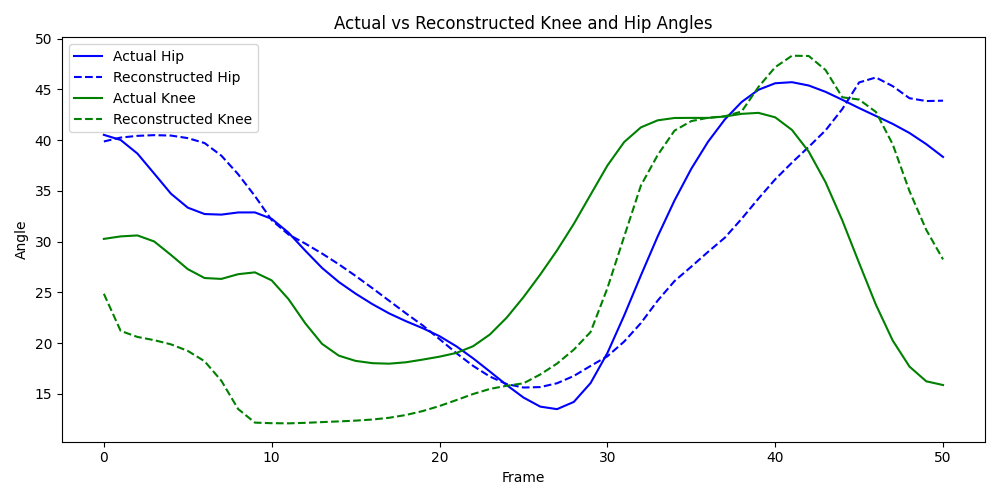 Actual vs Reconstructed Knee and Hip Angles
Actual Hip
Reconstructed Hip
Actual Knee
Reconstructed Knee
Angle
50
45
40
35
30
25
20
15
0
10
20
30
40
50
Frame